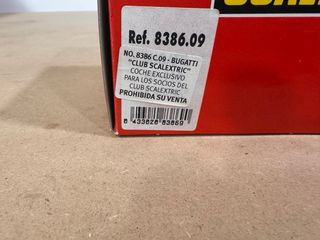 Ref. 8386.09
NO. 8386 C.09 - BUGATTI
"CLUB SCALEXTRIC"
COCHE EXCLUSIVO
PARA LOS SOCIOS DEL
CLUB SCALEXTRIC
PROHIBIDA SU VENTA
8 433826 83869